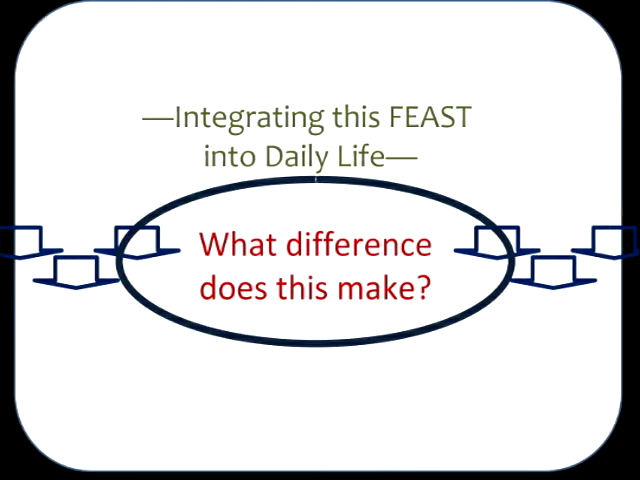 —Integrating this FEAST
into Daily Life—
What difference
does this make?